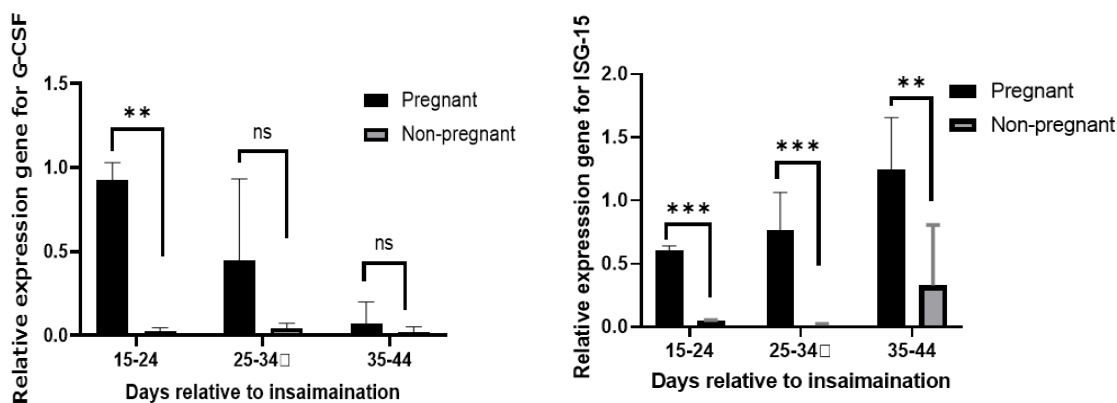 Relative expression gene for G-CSF
1.5
1.0
0.5
0.0
**
ns
ns
Pregnant
Non-pregnant
15-24
25-34□
35-44
Days relative to insaimaination
Relative expresssion gene for ISG-15
2.0
1.5
1.0
0.5
0.0
***
***
**
Pregnant
Non-pregnant
15-24
25-34□
35-44
Days relative to insaimaination